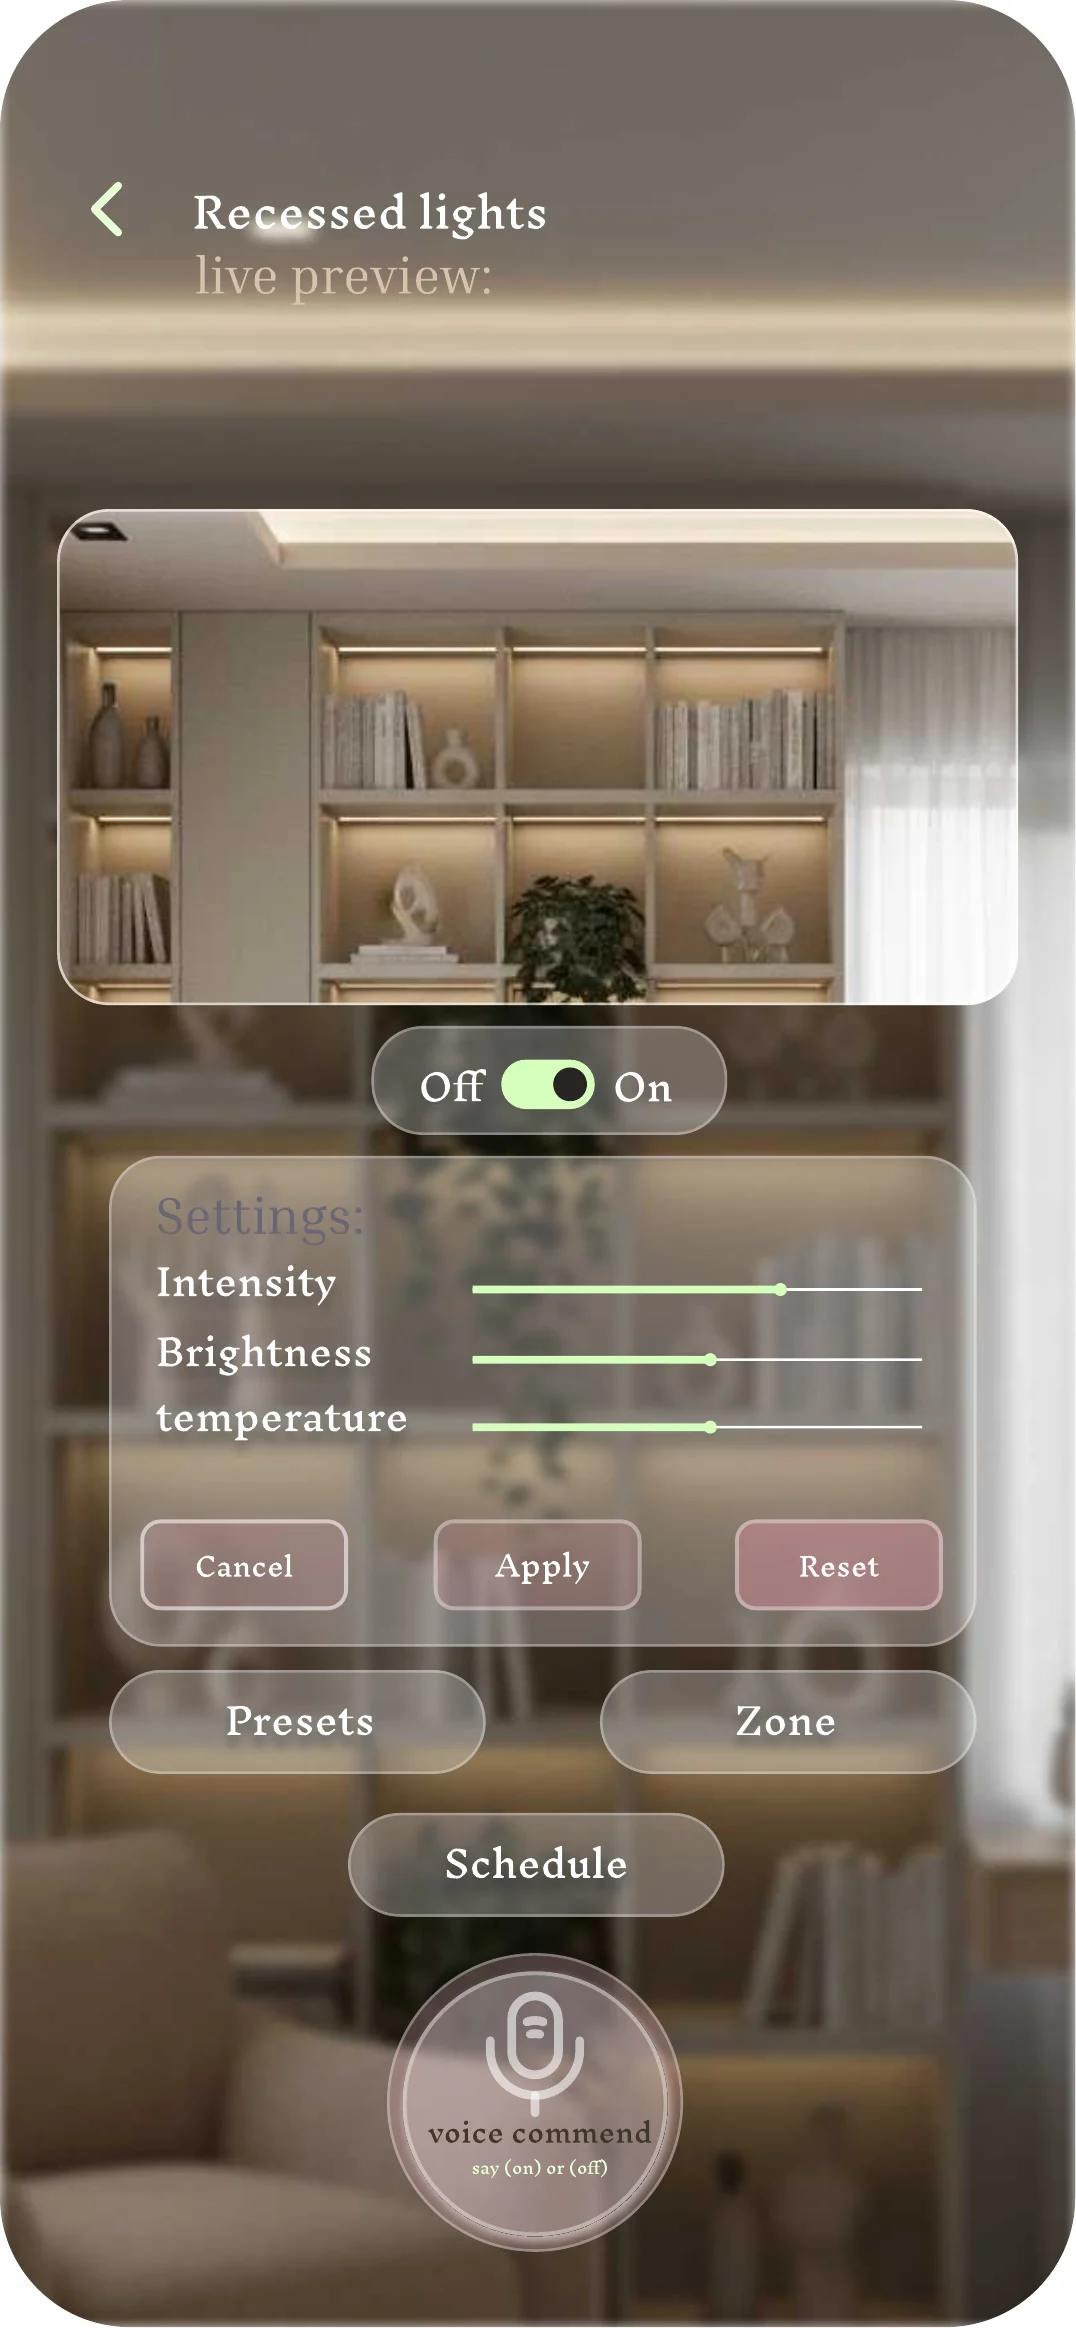 Recessed lights
live preview:
Off On
Settings:
Intensity
Brightness
temperature
Cancel Apply Reset
Presets Zone
Schedule
voice commend
say (on) or (off)